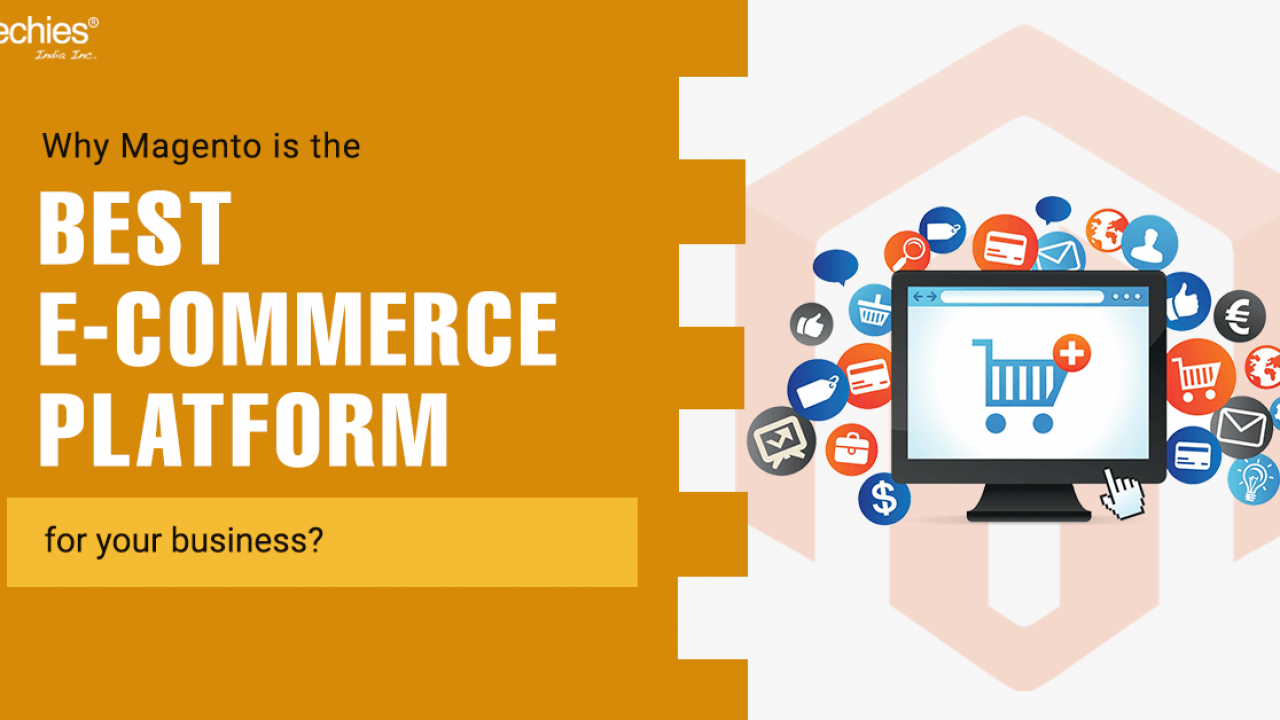 echies®
India Inc.
Why Magento is the
BEST
E-COMMERCE
PLATFORM
for your business?